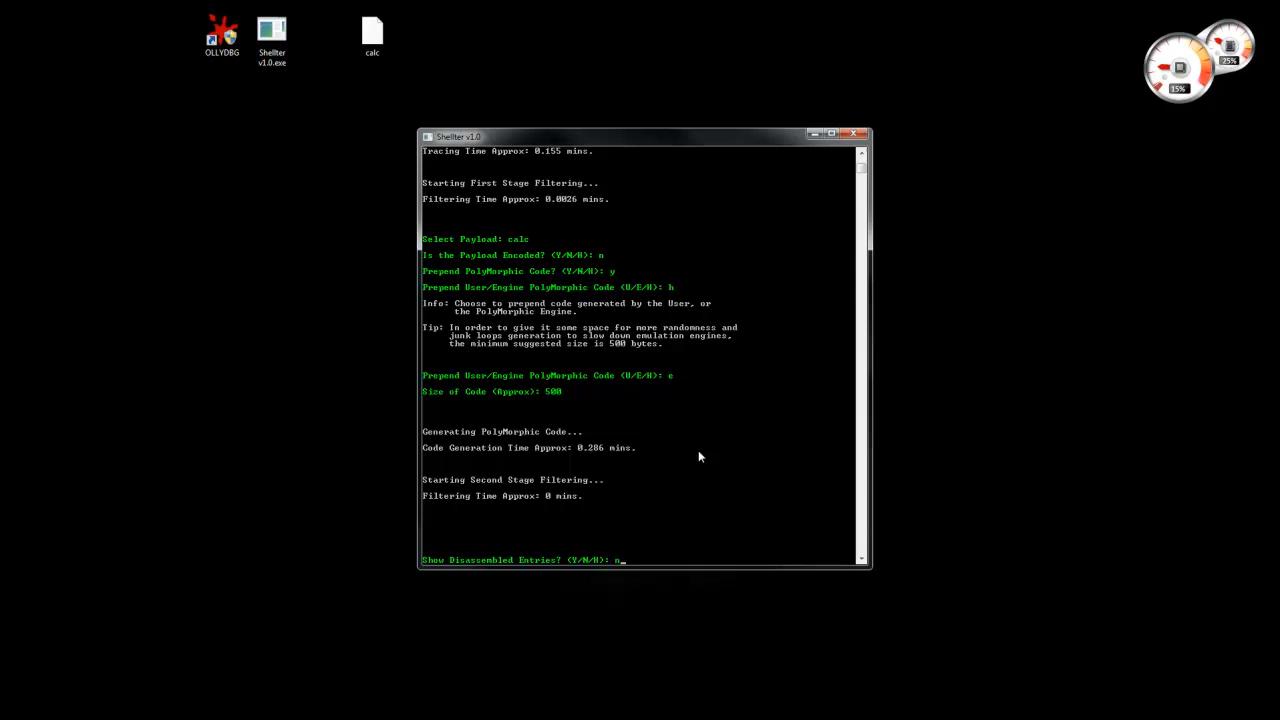 OLLYDBG
Shellter
v1.0.exe
calc
25%
15%
Shellter v1.0
Tracing Time Approx: 0.155 mins.
Starting First Stage Filtering...
Filtering Time Approx: 0.0026 mins.
Select Payload: calc
Is the Payload Encoded? (Y/N/H): n
Prepend PolyMorphic Code? (Y/N/H): y
Prepend User/Engine PolyMorphic Code (U/E/H): h
Info: Choose to prepend code generated by the User, or
the PolyMorphic Engine.
Tip: In order to give it some space for more randomness and
junk loops generation to slow down emulation engines,
the minimum suggested size is 500 bytes.
Prepend User/Engine PolyMorphic Code (U/E/H): e
Size of Code (Approx): 500
Generating PolyMorphic Code...
Code Generation Time Approx: 0.286 mins.
Starting Second Stage Filtering...
Filtering Time Approx: 0 mins.
Show Disassembled Entries? (Y/N/H): n_